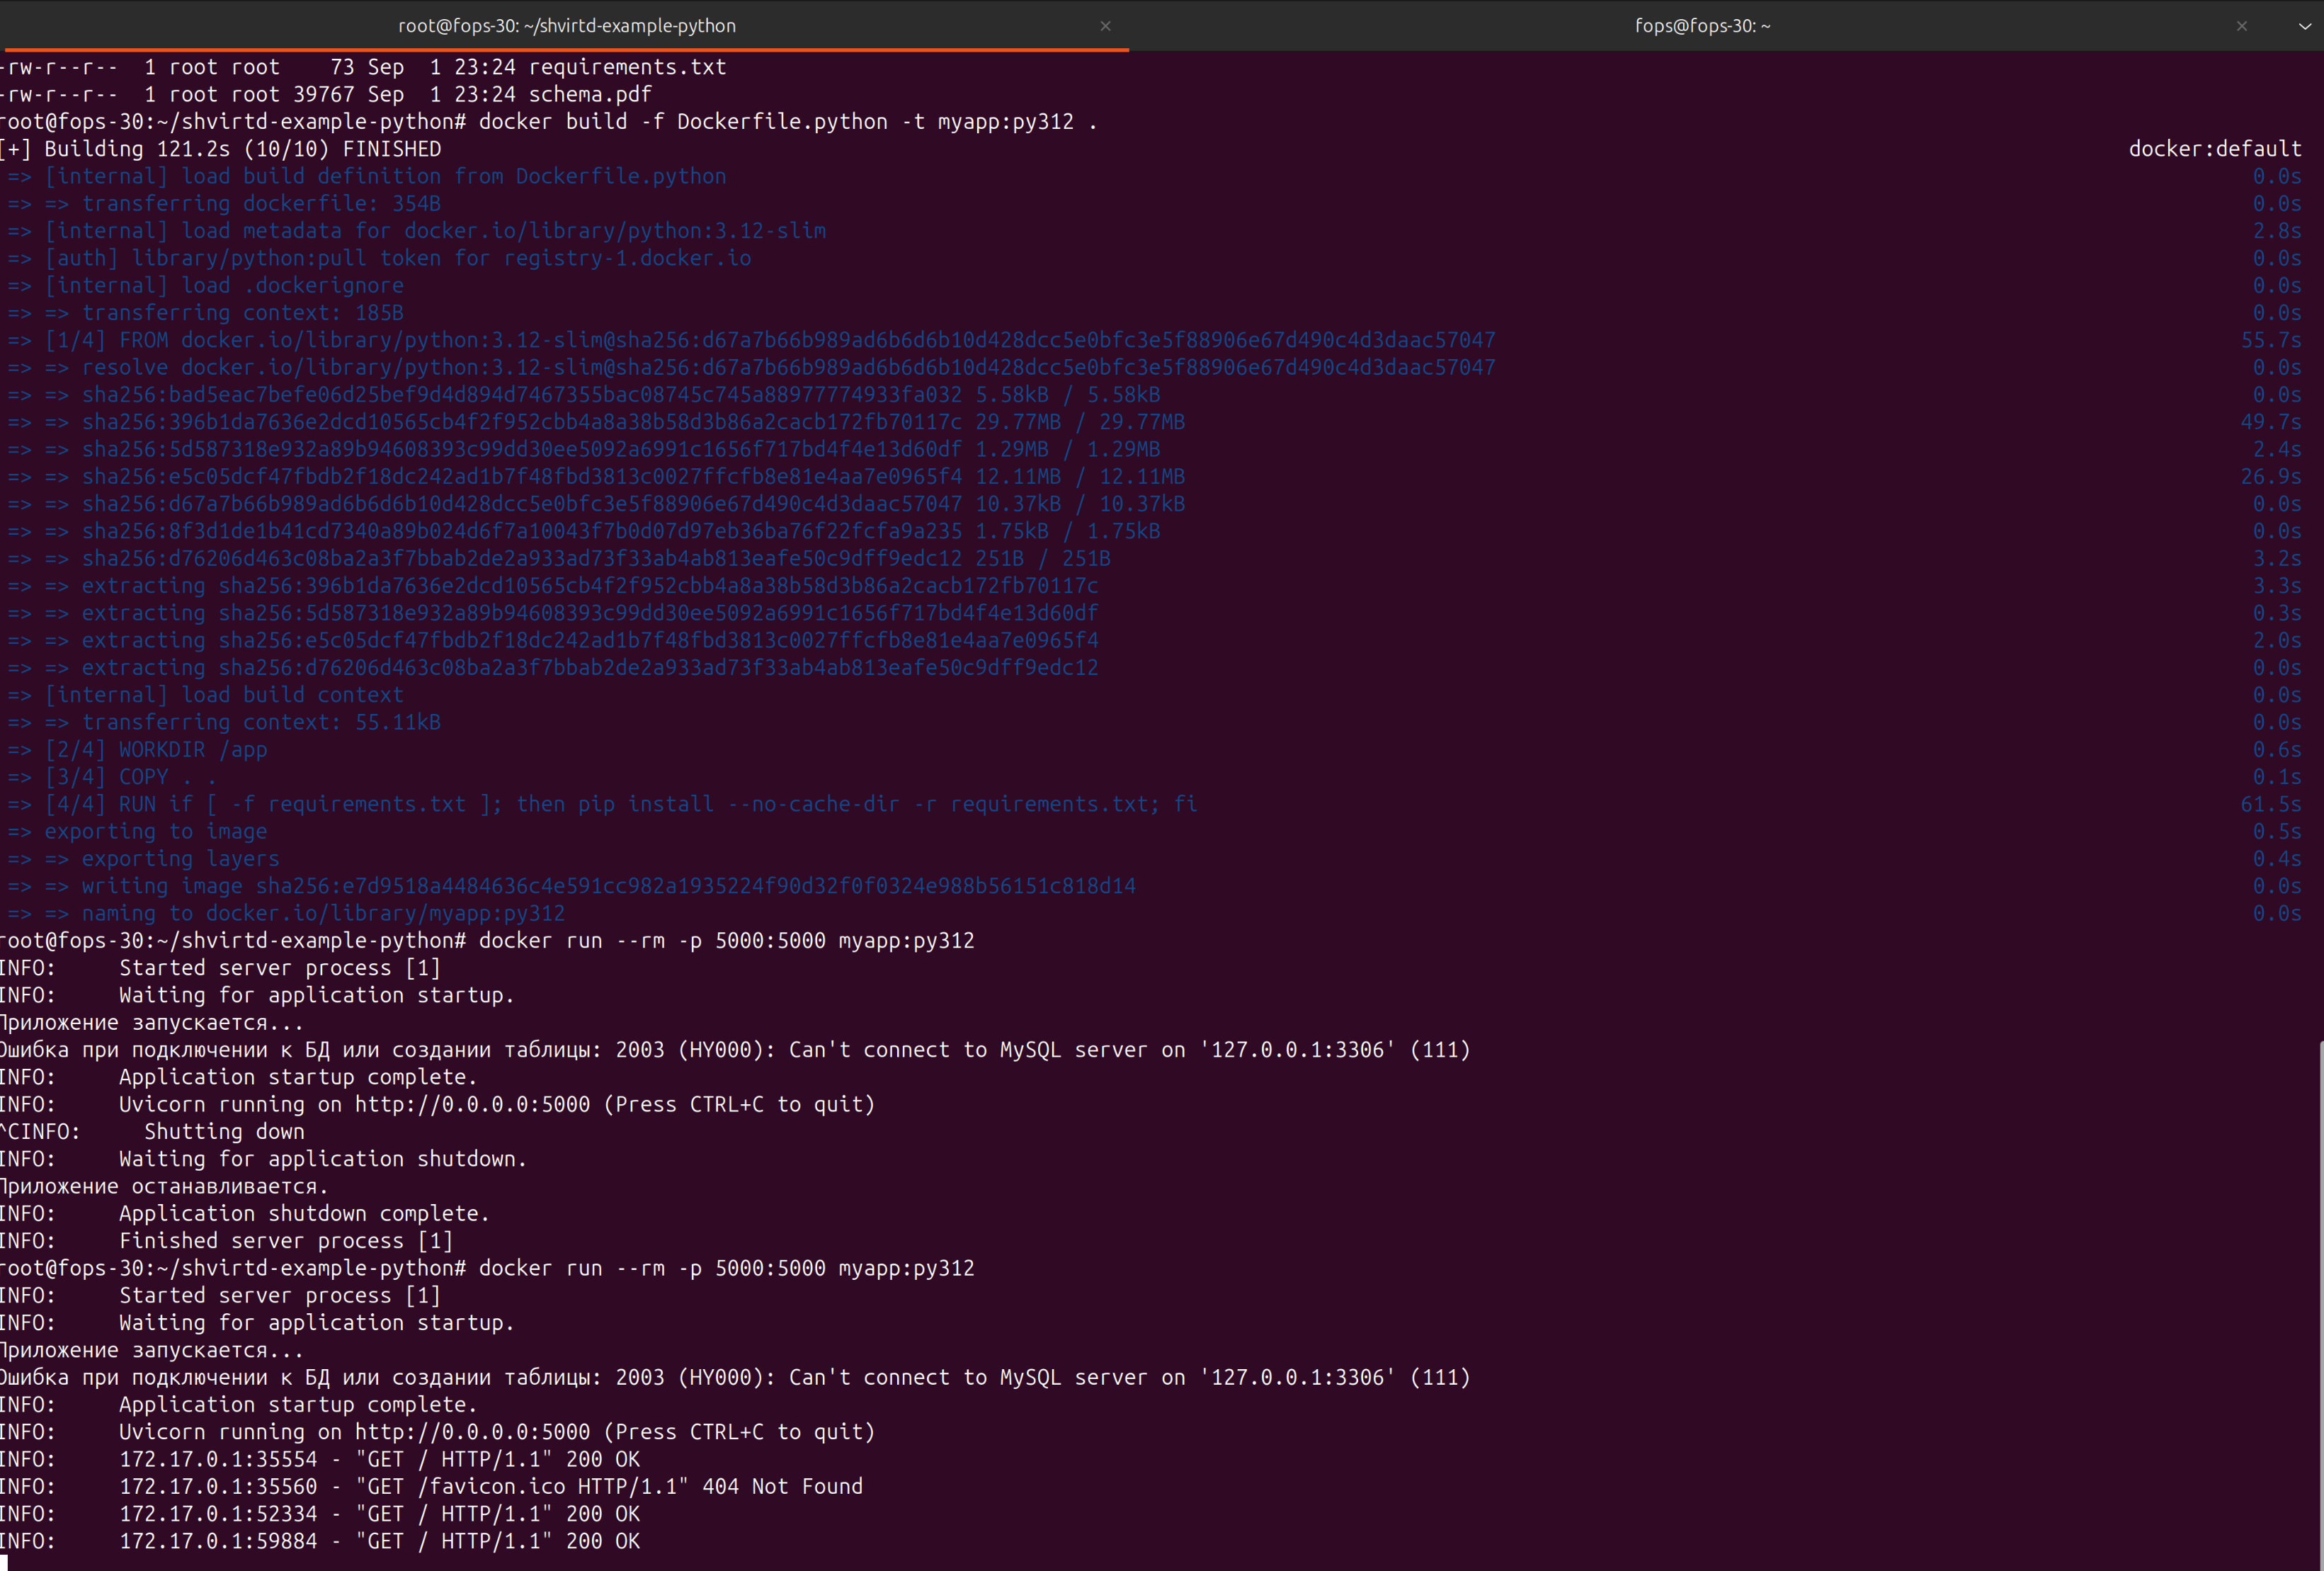 root@fops-30: ~/shvirtd-example-python
fops@fops-30: ~
-rw-r--r--  1 root root    73 Sep  1 23:24 requirements.txt
-rw-r--r--  1 root root 39767 Sep  1 23:24 schema.pdf
root@fops-30:~/shvirtd-example-python# docker build -f Dockerfile.python -t myapp:py312 .
[+] Building 121.2s (10/10) FINISHED docker:default
=> [internal] load build definition from Dockerfile.python 0.0s
=> => transferring dockerfile: 354B 0.0s
=> [internal] load metadata for docker.io/library/python:3.12-slim 2.8s
=> [auth] library/python:pull token for registry-1.docker.io 0.0s
=> [internal] load .dockerignore 0.0s
=> => transferring context: 185B 0.0s
=> [1/4] FROM docker.io/library/python:3.12-slim@sha256:d67a7b66b989ad6b6d6b10d428dcc5e0bfc3e5f88906e67d490c4d3daac57047 55.7s
=> => resolve docker.io/library/python:3.12-slim@sha256:d67a7b66b989ad6b6d6b10d428dcc5e0bfc3e5f88906e67d490c4d3daac57047 0.0s
=> => sha256:bad5eac7befe06d25bef9d4d894d7467355bac08745c745a88977774933fa032 5.58kB / 5.58kB 0.0s
=> => sha256:396b1da7636e2dcd10565cb4f2f952cbb4a8a38b58d3b86a2cacb172fb70117c 29.77MB / 29.77MB 49.7s
=> => sha256:5d587318e932a89b94608393c99dd30ee5092a6991c1656f717bd4f4e13d60df 1.29MB / 1.29MB 2.4s
=> => sha256:e5c05dcf47fbdb2f18dc242ad1b7f48fbd3813c0027ffcfb8e81e4aa7e0965f4 12.11MB / 12.11MB 26.9s
=> => sha256:d67a7b66b989ad6b6d6b10d428dcc5e0bfc3e5f88906e67d490c4d3daac57047 10.37kB / 10.37kB 0.0s
=> => sha256:8f3d1de1b41cd7340a89b024d6f7a10043f7b0d07d97eb36ba76f22fcfa9a235 1.75kB / 1.75kB 0.0s
=> => sha256:d76206d463c08ba2a3f7bbab2de2a933ad73f33ab4ab813eafe50c9dff9edc12 251B / 251B 3.2s
=> => extracting sha256:396b1da7636e2dcd10565cb4f2f952cbb4a8a38b58d3b86a2cacb172fb70117c 3.3s
=> => extracting sha256:5d587318e932a89b94608393c99dd30ee5092a6991c1656f717bd4f4e13d60df 0.3s
=> => extracting sha256:e5c05dcf47fbdb2f18dc242ad1b7f48fbd3813c0027ffcfb8e81e4aa7e0965f4 2.0s
=> => extracting sha256:d76206d463c08ba2a3f7bbab2de2a933ad73f33ab4ab813eafe50c9dff9edc12 0.0s
=> [internal] load build context 0.0s
=> => transferring context: 55.11kB 0.0s
=> [2/4] WORKDIR /app 0.6s
=> [3/4] COPY . . 0.1s
=> [4/4] RUN if [ -f requirements.txt ]; then pip install --no-cache-dir -r requirements.txt; fi 61.5s
=> exporting to image 0.5s
=> => exporting layers 0.4s
=> => writing image sha256:e7d9518a4484636c4e591cc982a1935224f90d32f0f0324e988b56151c818d14 0.0s
=> => naming to docker.io/library/myapp:py312 0.0s
root@fops-30:~/shvirtd-example-python# docker run --rm -p 5000:5000 myapp:py312
INFO:     Started server process [1]
INFO:     Waiting for application startup.
Приложение запускается...
Ошибка при подключении к БД или создании таблицы: 2003 (HY000): Can't connect to MySQL server on '127.0.0.1:3306' (111)
INFO:     Application startup complete.
INFO:     Uvicorn running on http://0.0.0.0:5000 (Press CTRL+C to quit)
^CINFO:     Shutting down
INFO:     Waiting for application shutdown.
Приложение останавливается.
INFO:     Application shutdown complete.
INFO:     Finished server process [1]
root@fops-30:~/shvirtd-example-python# docker run --rm -p 5000:5000 myapp:py312
INFO:     Started server process [1]
INFO:     Waiting for application startup.
Приложение запускается...
Ошибка при подключении к БД или создании таблицы: 2003 (HY000): Can't connect to MySQL server on '127.0.0.1:3306' (111)
INFO:     Application startup complete.
INFO:     Uvicorn running on http://0.0.0.0:5000 (Press CTRL+C to quit)
INFO:     172.17.0.1:35554 - "GET / HTTP/1.1" 200 OK
INFO:     172.17.0.1:35560 - "GET /favicon.ico HTTP/1.1" 404 Not Found
INFO:     172.17.0.1:52334 - "GET / HTTP/1.1" 200 OK
INFO:     172.17.0.1:59884 - "GET / HTTP/1.1" 200 OK